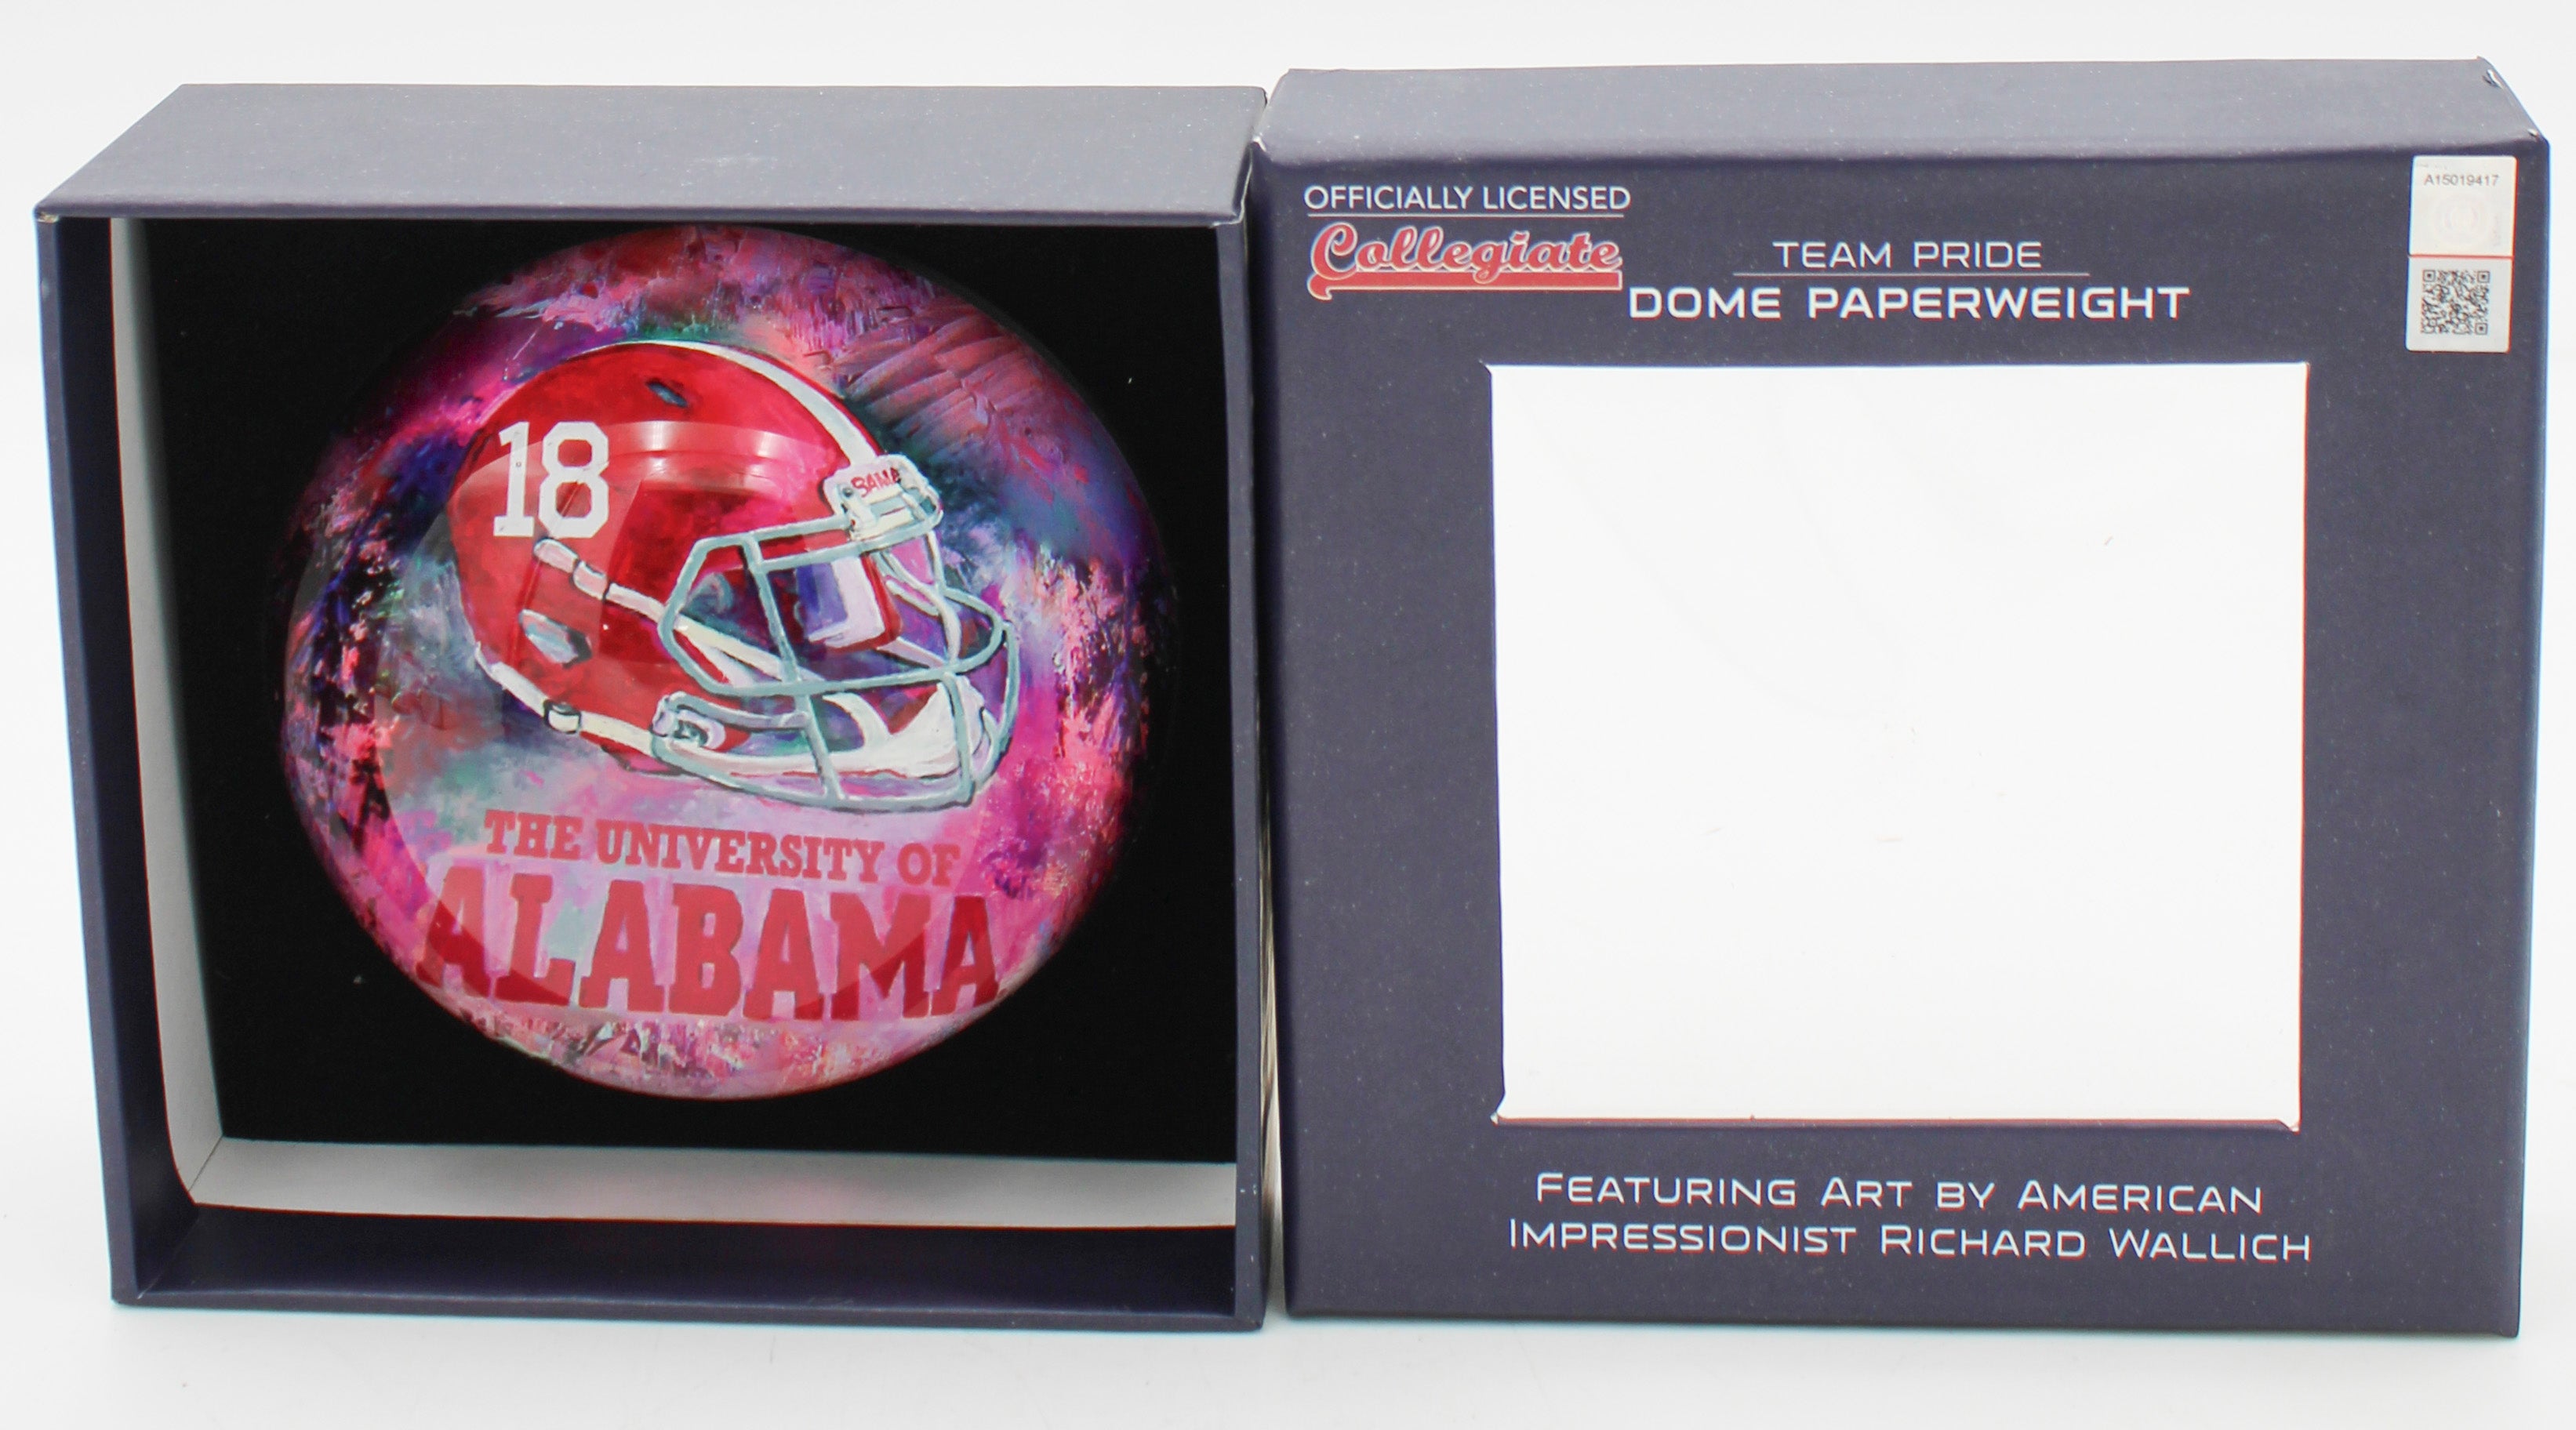 18
BAMA
THE UNIVERSITY OF
ALABAMA
OFFICIALLY LICENSED
Collegiate
TEAM PRIDE
DOME PAPERWEIGHT
A15019417
FEATURING ART BY AMERICAN
IMPRESSIONIST RICHARD WALLICH